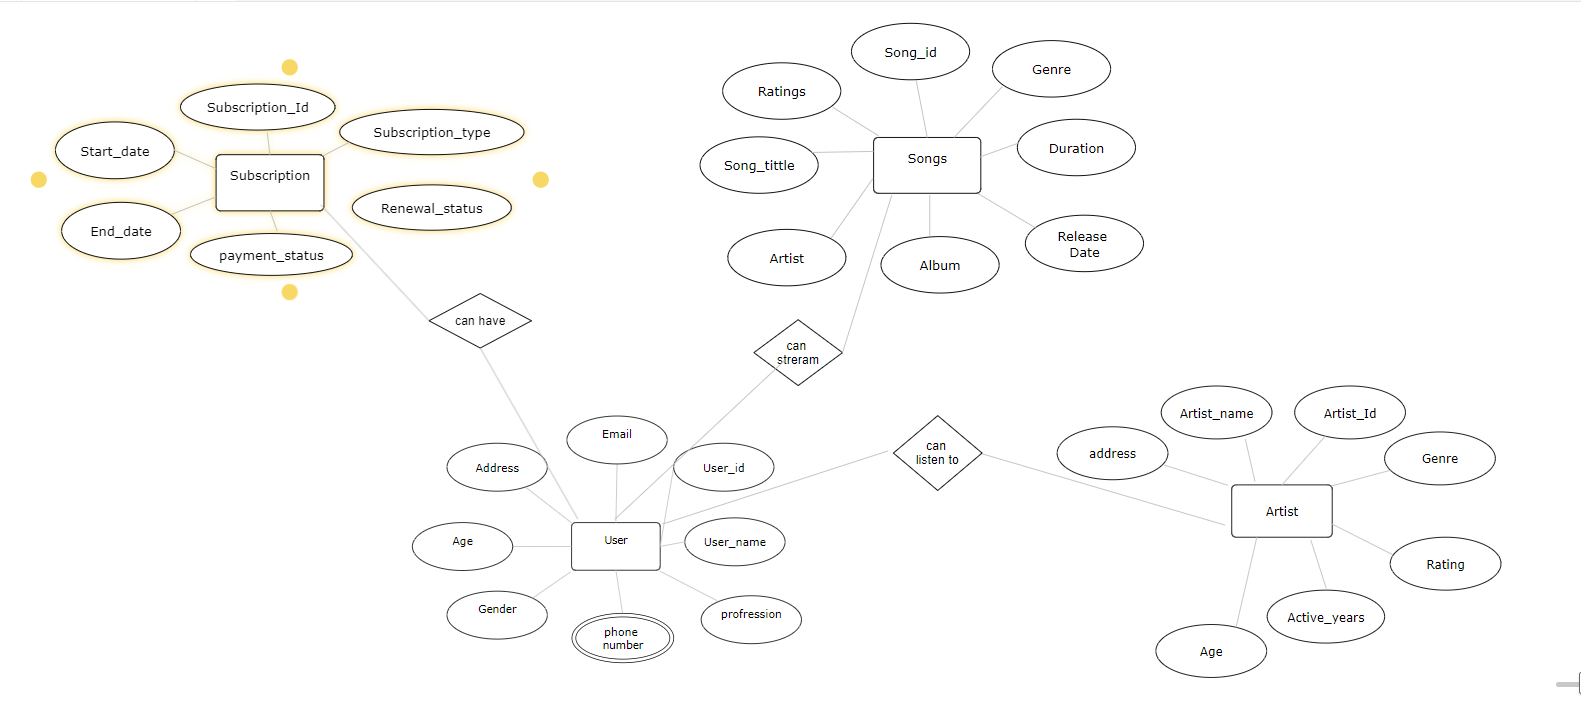 Subscription_Id
Subscription_type
Start_date
Subscription
Renewal_status
End_date
payment_status
can have
Song_id
Genre
Ratings
Duration
Songs
Song_tittle
Release
Date
Artist
Album
can
streram
Email
Address
User_id
Age
User
User_name
Gender
phone
number
profression
can
listen to
Artist_name
Artist_Id
address
Genre
Artist
Rating
Active_years
Age